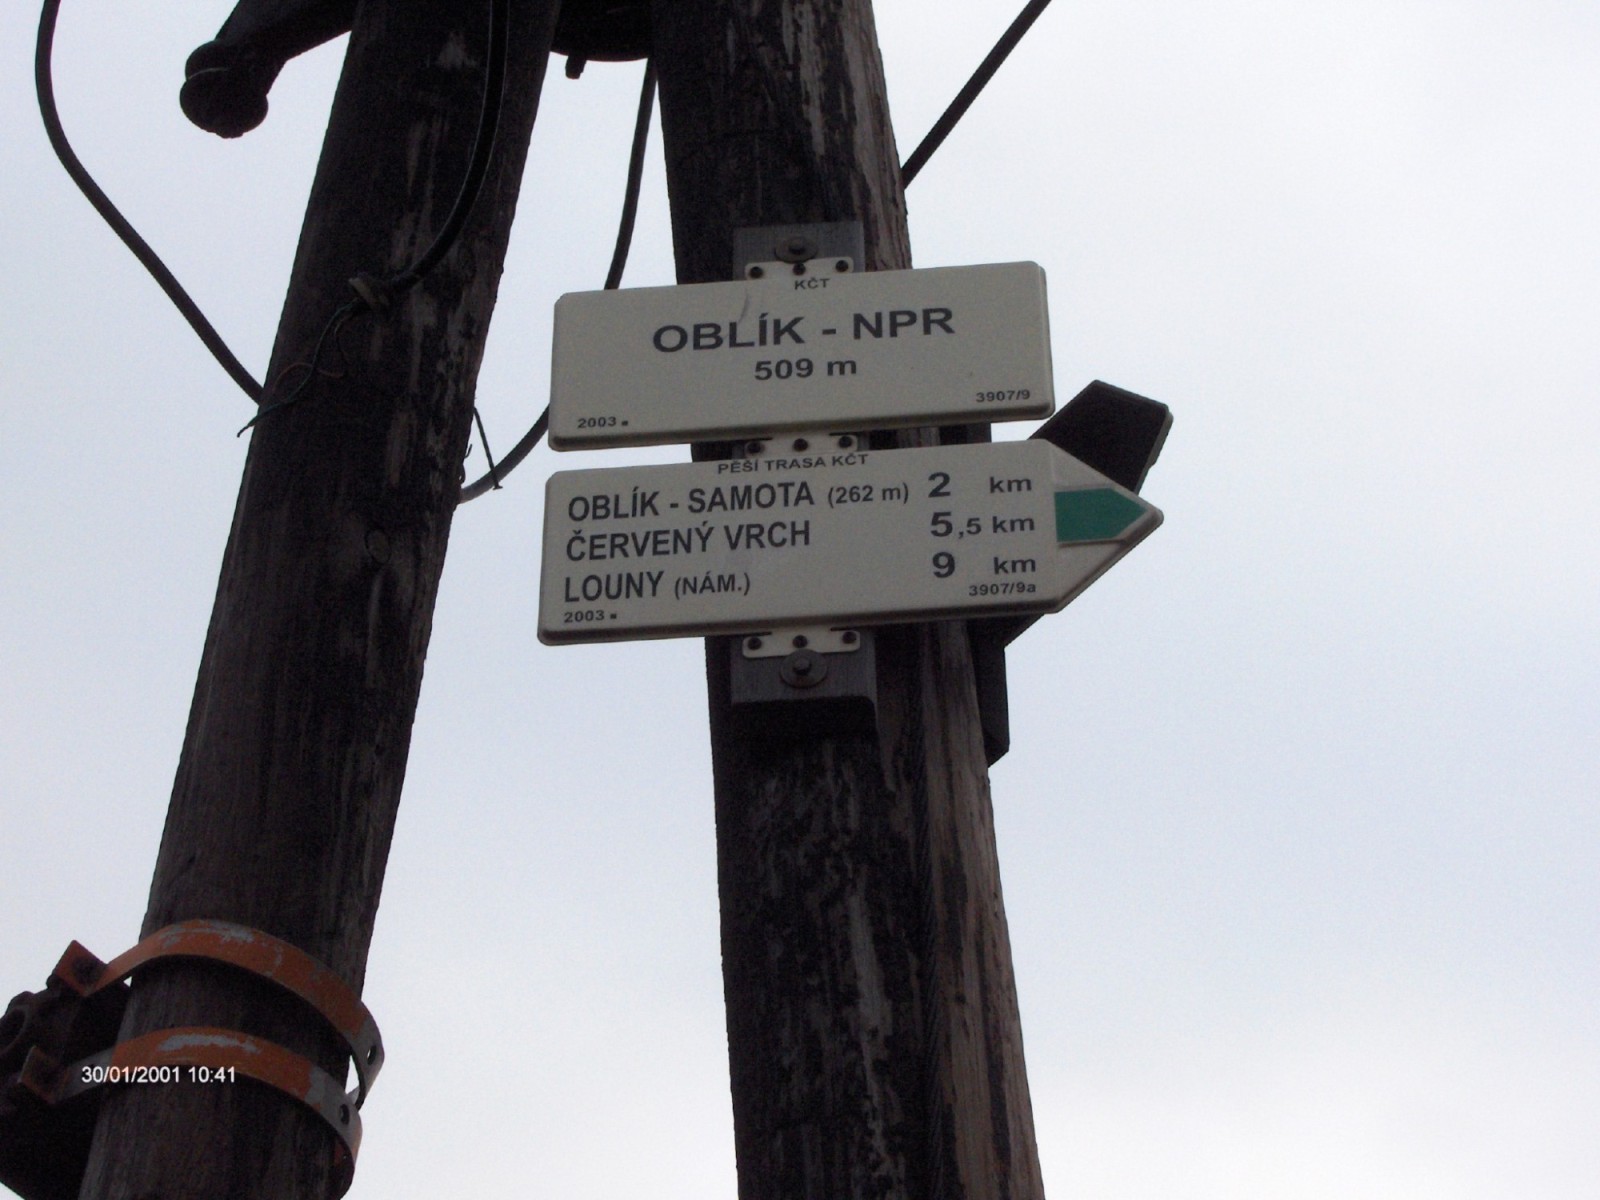 KČT
OBLÍK - NPR
509 m
2003 3907/9
PĚŠÍ TRASA KČT
OBLÍK - SAMOTA (262 m) 2 km
ČERVENÝ VRCH 5,5 km
LOUNY (NÁM.) 9 km
2003 3907/9a
30/01/2001 10:41